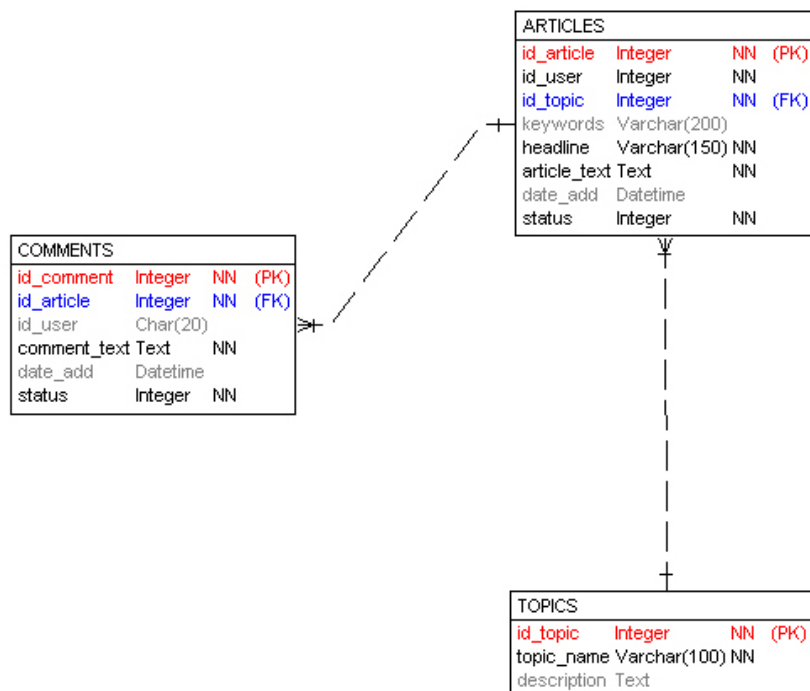 ARTICLES
id_article Integer NN (PK)
id_user Integer NN
id_topic Integer NN (FK)
keywords Varchar(200)
headline Varchar(150) NN
article_text Text NN
date_add Datetime
status Integer NN
COMMENTS
id_comment Integer NN (PK)
id_article Integer NN (FK)
id_user Char(20)
comment_text Text NN
date_add Datetime
status Integer NN
TOPICS
id_topic Integer NN (PK)
topic_name Varchar(100) NN
description Text